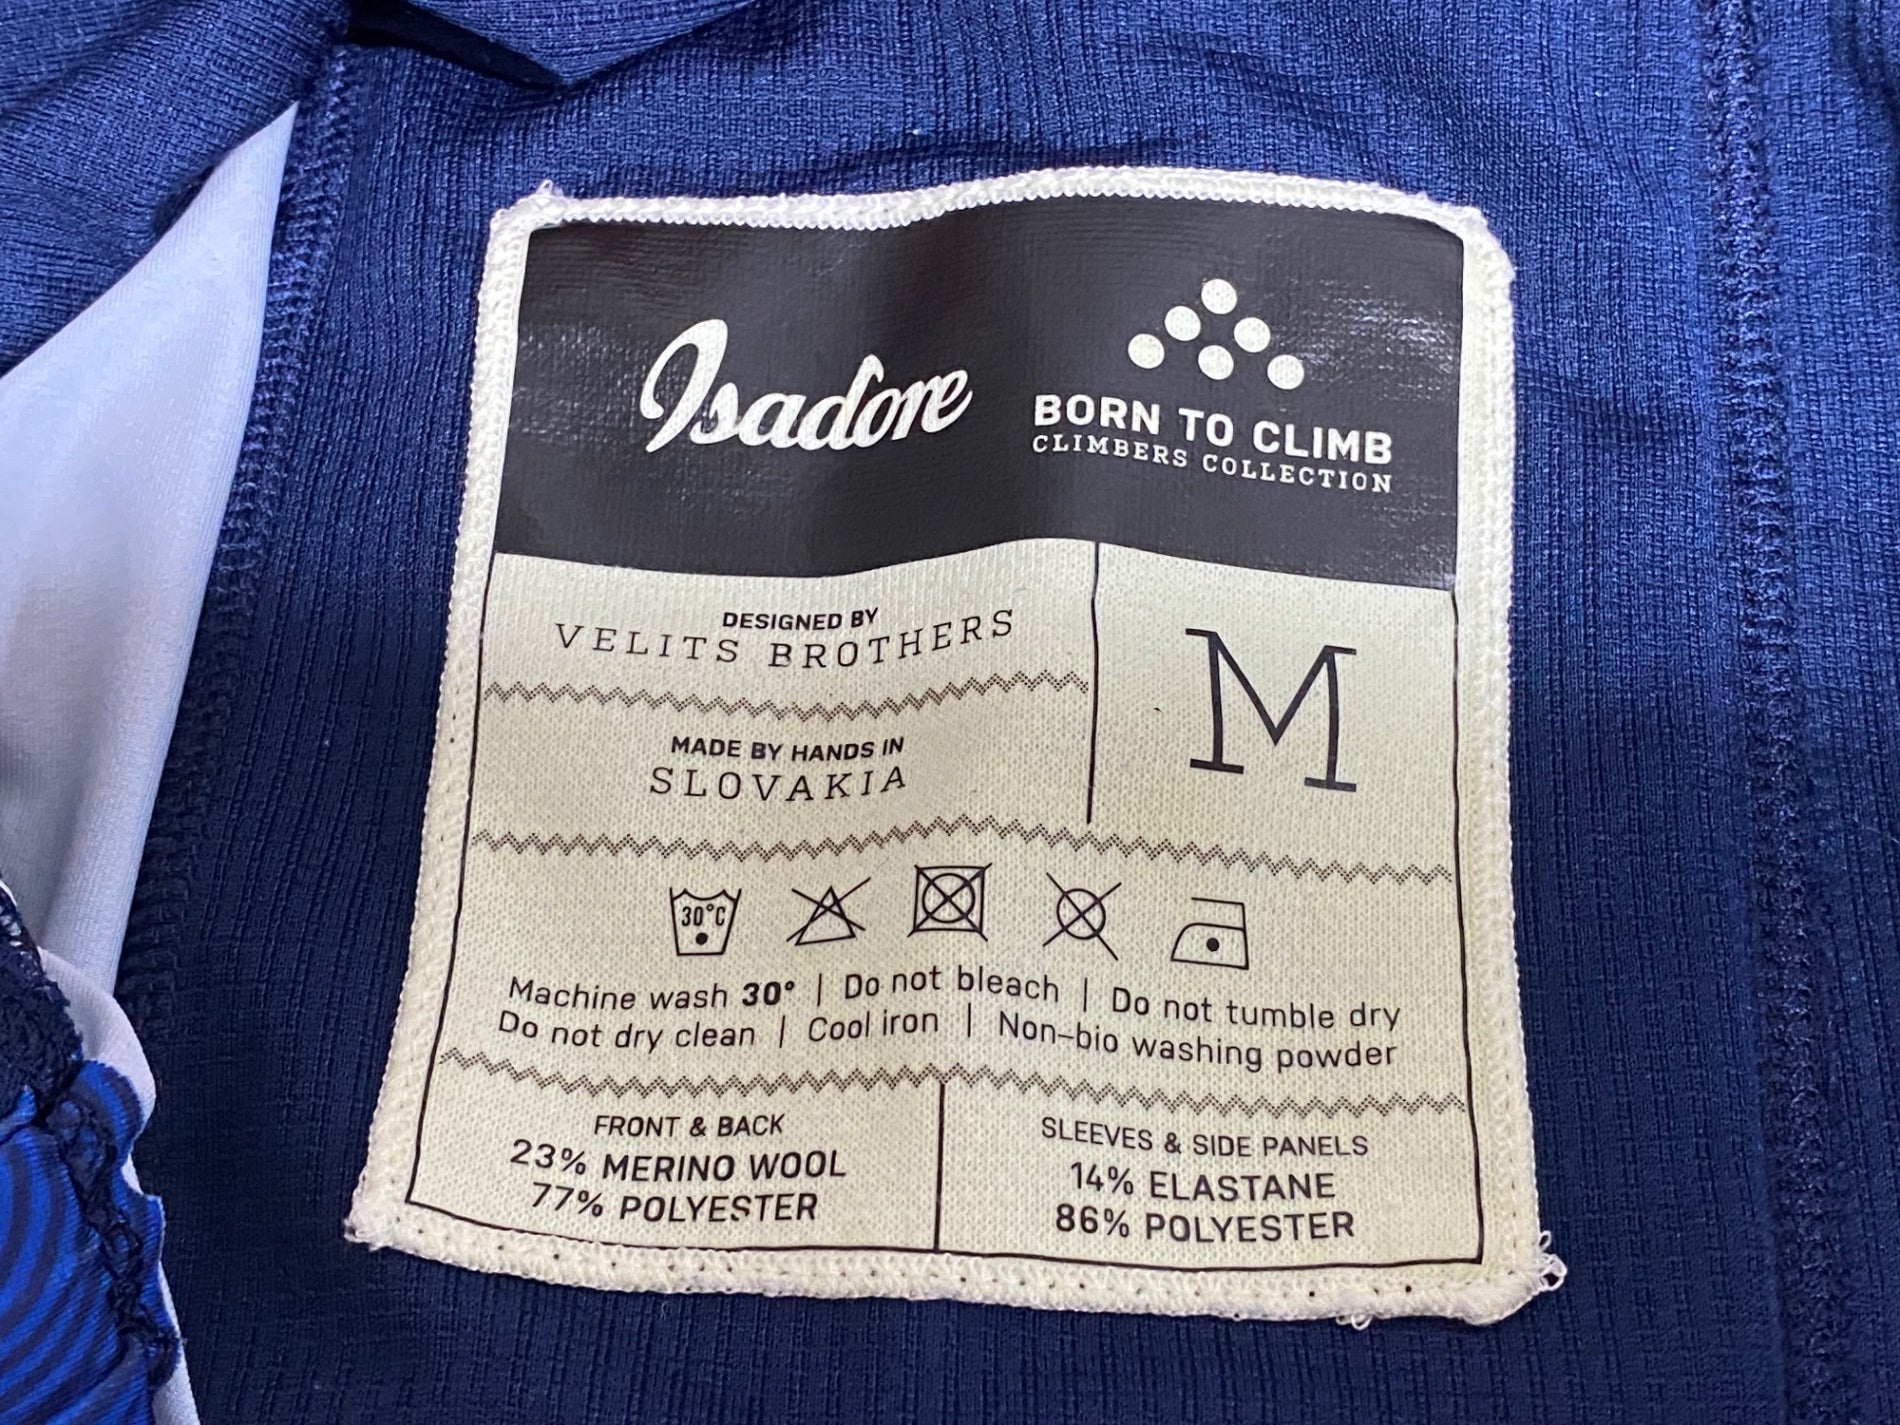 Isadore
BORN TO CLIMB
CLIMBERS COLLECTION
DESIGNED BY
VELITS BROTHERS
M
MADE BY HANDS IN
SLOVAKIA
30°C
Machine wash 30° | Do not bleach | Do not tumble dry
Do not dry clean | Cool iron | Non-bio washing powder
FRONT & BACK
23% MERINO WOOL
77% POLYESTER
SLEEVES & SIDE PANELS
14% ELASTANE
86% POLYESTER